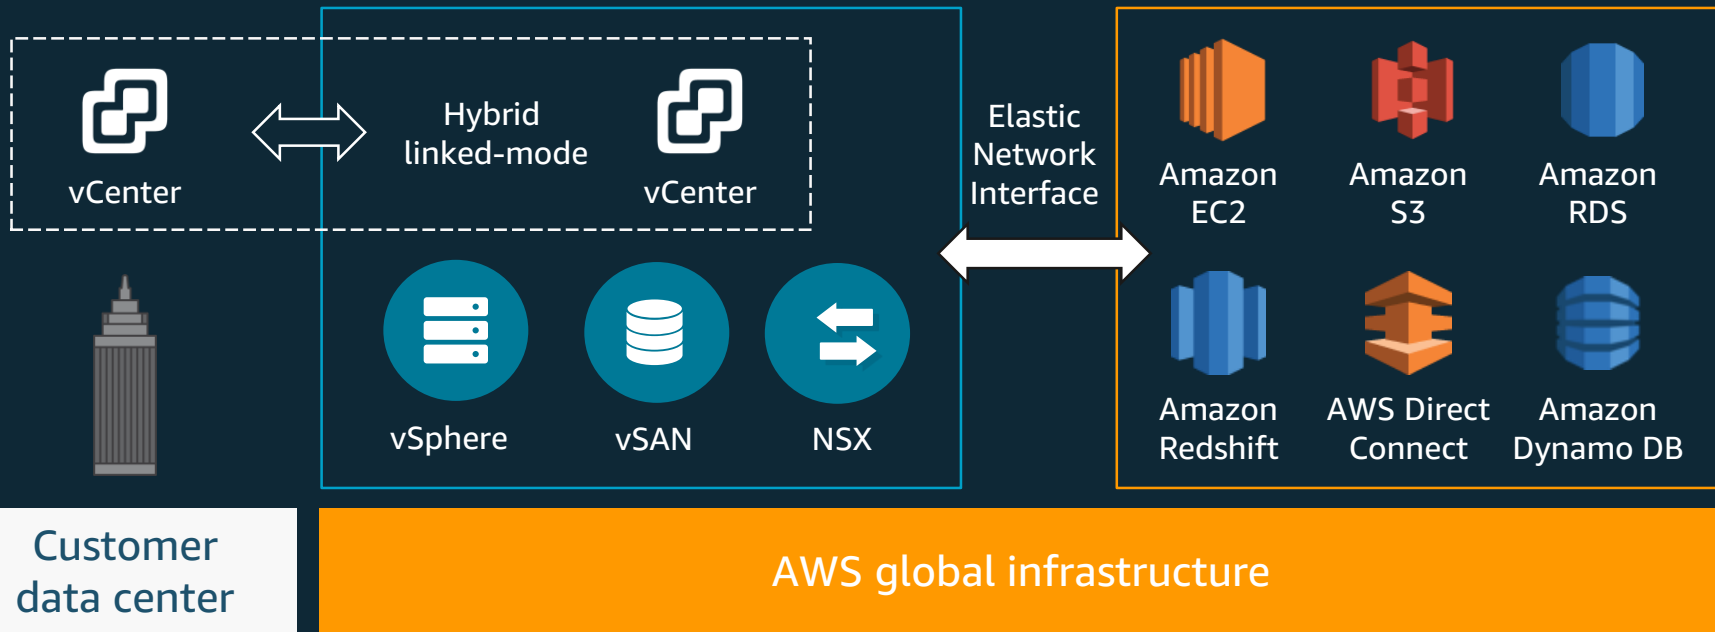 vCenter
Hybrid
linked-mode
vCenter
Elastic
Network
Interface
Amazon
EC2
Amazon
S3
Amazon
RDS
vSphere
vSAN
NSX
Amazon
Redshift
AWS Direct
Connect
Amazon
Dynamo DB
Customer
data center
AWS global infrastructure